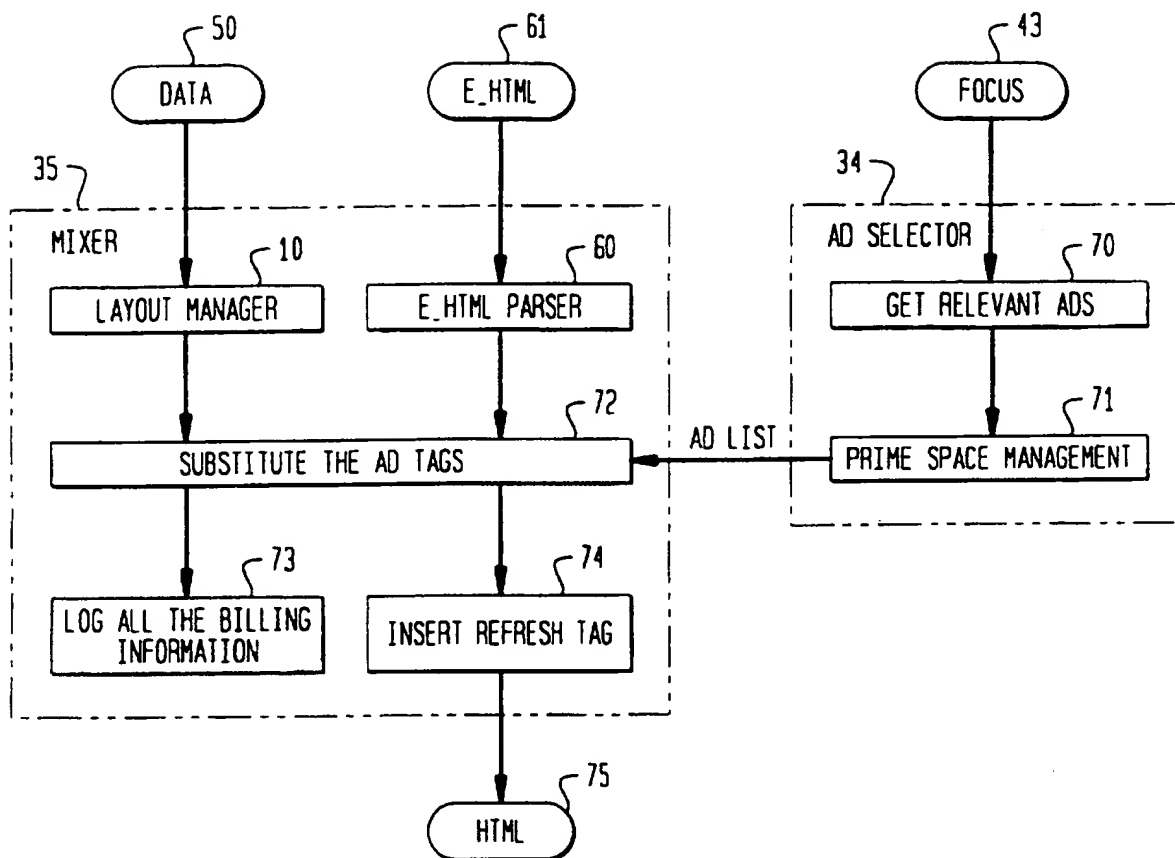 50
61
43
DATA
E_HTML
FOCUS
35
34
MIXER
AD SELECTOR
10
60
70
LAYOUT MANAGER
E_HTML PARSER
GET RELEVANT ADS
72
71
SUBSTITUTE THE AD TAGS
AD LIST
PRIME SPACE MANAGEMENT
73
74
LOG ALL THE BILLING
INFORMATION
INSERT REFRESH TAG
75
HTML